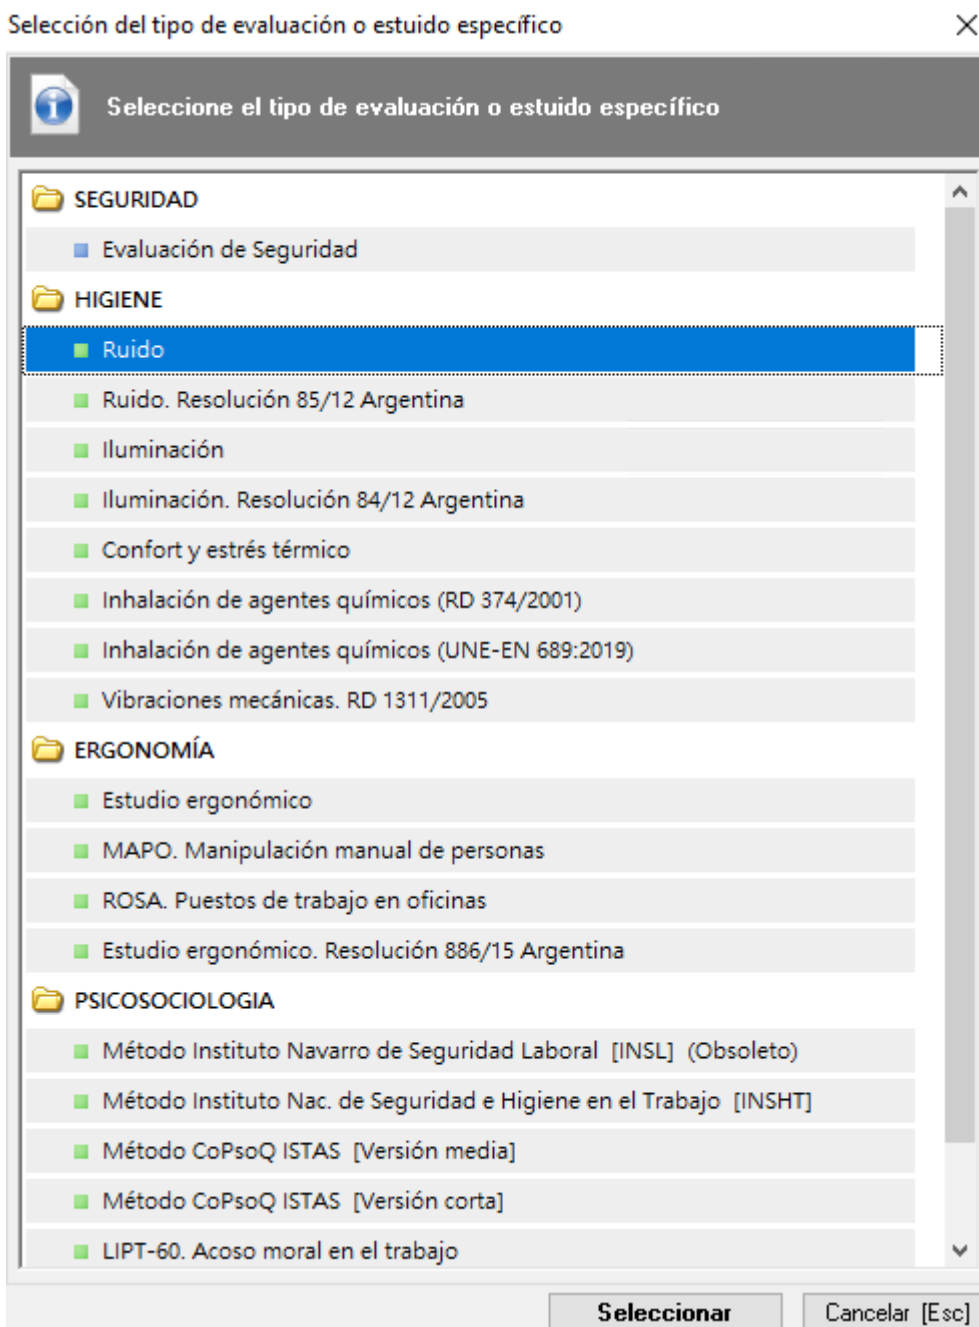 Selección del tipo de evaluación o estuido específico
Seleccione el tipo de evaluación o estuido específico
SEGURIDAD
Evaluación de Seguridad
HIGIENE
Ruido
Ruido. Resolución 85/12 Argentina
Iluminación
Iluminación. Resolución 84/12 Argentina
Confort y estrés térmico
Inhalación de agentes químicos (RD 374/2001)
Inhalación de agentes químicos (UNE-EN 689:2019)
Vibraciones mecánicas. RD 1311/2005
ERGONOMÍA
Estudio ergonómico
MAPO. Manipulación manual de personas
ROSA. Puestos de trabajo en oficinas
Estudio ergonómico. Resolución 886/15 Argentina
PSICOSOCIOLOGIA
Método Instituto Navarro de Seguridad Laboral [INSL] (Obsoleto)
Método Instituto Nac. de Seguridad e Higiene en el Trabajo [INSHT]
Método CoPsoQ ISTAS [Versión media]
Método CoPsoQ ISTAS [Versión corta]
LIPT-60. Acoso moral en el trabajo
Seleccionar Cancelar [Esc]